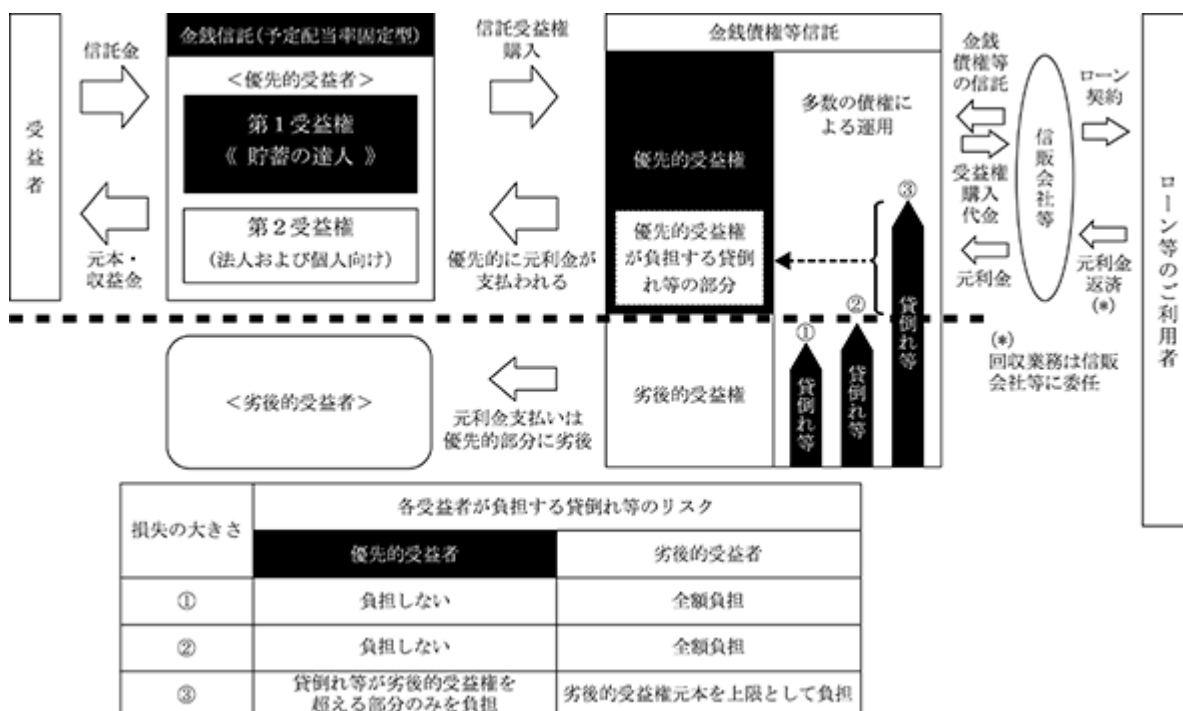 受益者
信託金
元本・
収益金
金銭信託(予定配当率固定型)
＜優先的受益者＞
第1受益権
《 貯蓄の達人 》
第2受益権
(法人および個人向け)
信託受益権
購入
優先的に元利金が
支払われる
金銭債権等信託
優先的受益権
多数の債権に
よる運用
優先的受益権
が負担する貸倒
れ等の部分
③
②
①
貸倒れ等
貸倒れ等
貸倒れ等
金銭
債権等
の信託
受益権
購入
代金
元利金
信販会社等
ローン
契約
元利金
返済
(*)
(*)
回収業務は信販
会社等に委任
ローン等のご利用者
＜劣後的受益者＞
元利金支払いは
優先的部分に劣後
劣後的受益権
損失の大きさ
各受益者が負担する貸倒れ等のリスク
優先的受益者
劣後的受益者
①
負担しない
全額負担
②
負担しない
全額負担
③
貸倒れ等が劣後的受益権を
超える部分のみを負担
劣後的受益権元本を上限として負担